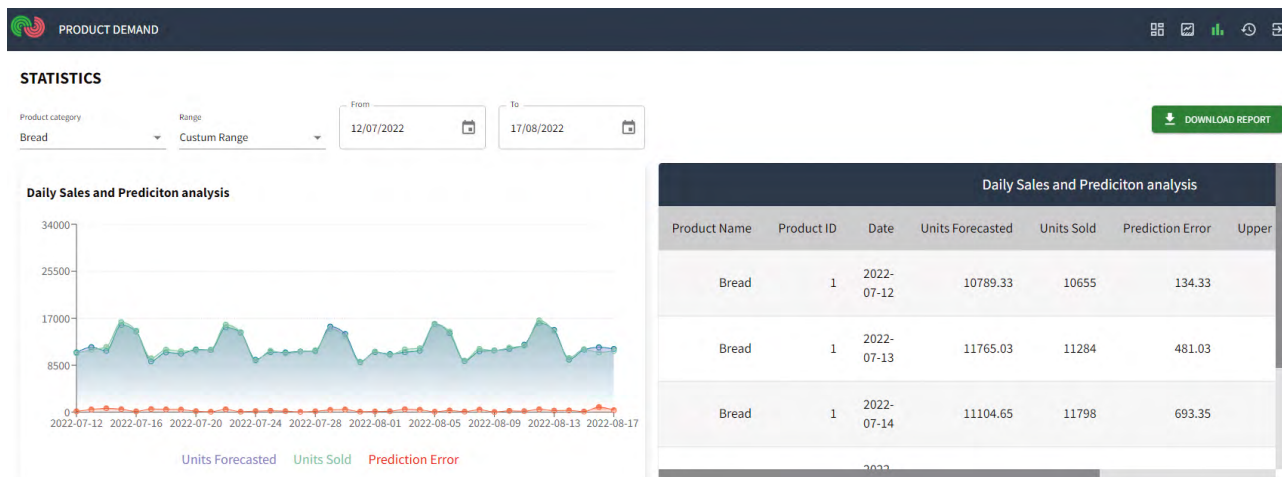 PRODUCT DEMAND
STATISTICS
Product category
Bread
Range
Custum Range
From
12/07/2022
To
17/08/2022
DOWNLOAD REPORT
Daily Sales and Prediciton analysis
34000
25500
17000
8500
0
2022-07-12 2022-07-16 2022-07-20 2022-07-24 2022-07-28 2022-08-01 2022-08-05 2022-08-09 2022-08-13 2022-08-17
Units Forecasted Units Sold Prediction Error
Daily Sales and Prediciton analysis
Product Name Product ID Date Units Forecasted Units Sold Prediction Error Upper
Bread 1 2022-
07-12 10789.33 10655 134.33
Bread 1 2022-
07-13 11765.03 11284 481.03
Bread 1 2022-
07-14 11104.65 11798 693.35